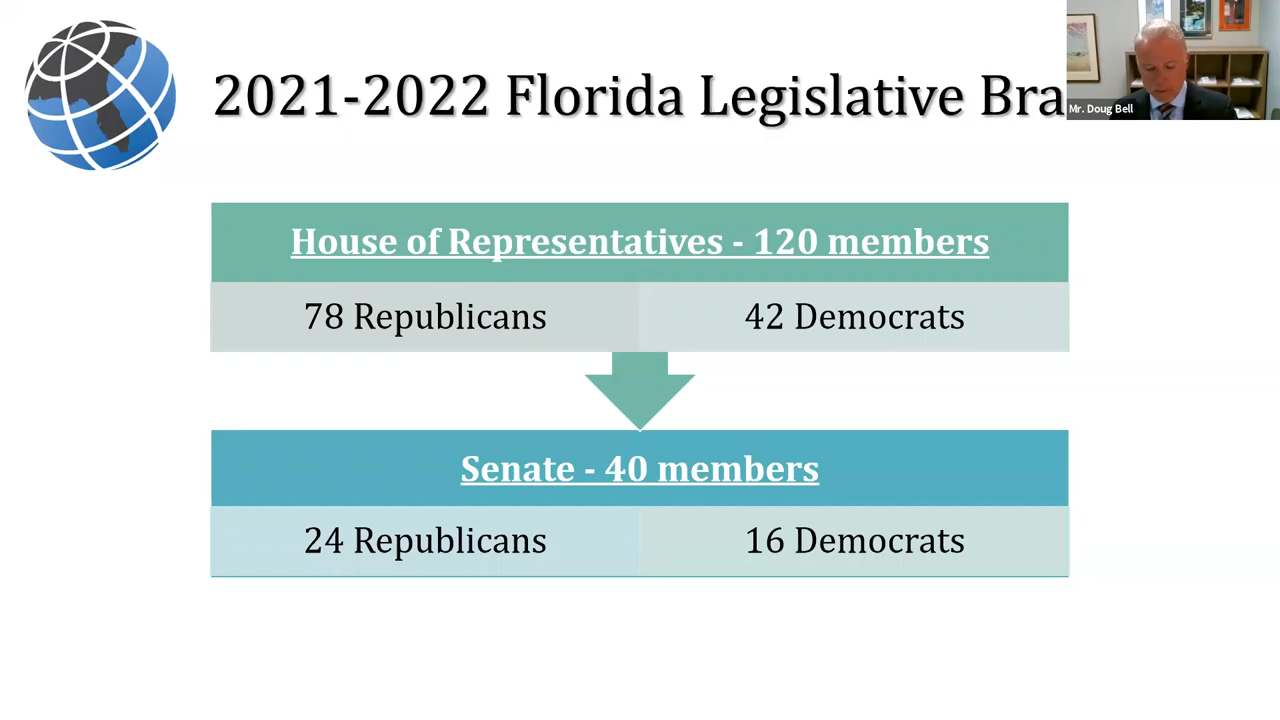 2021-2022 Florida Legislative Bra
Mr. Doug Bell
House of Representatives - 120 members
78 Republicans
42 Democrats
Senate - 40 members
24 Republicans
16 Democrats